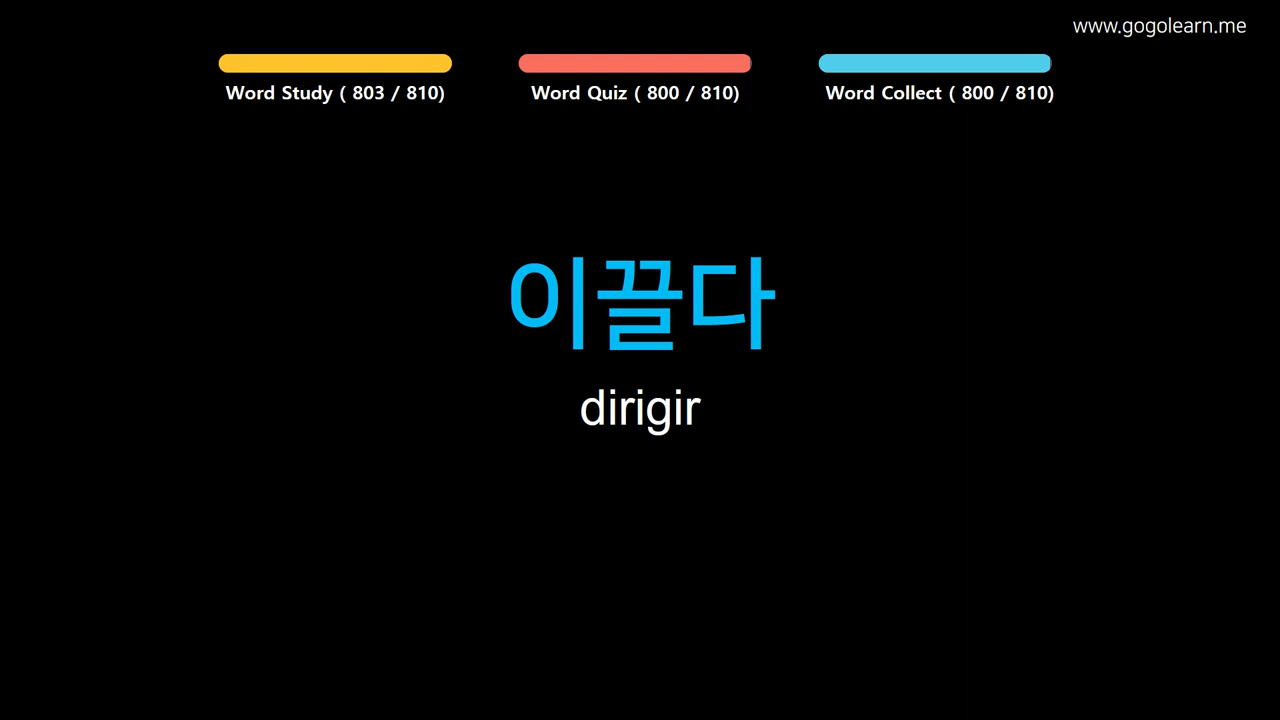 www.gogolearn.me
Word Study ( 803 / 810)
Word Quiz ( 800 / 810)
Word Collect ( 800 / 810)
이끌다
dirigir